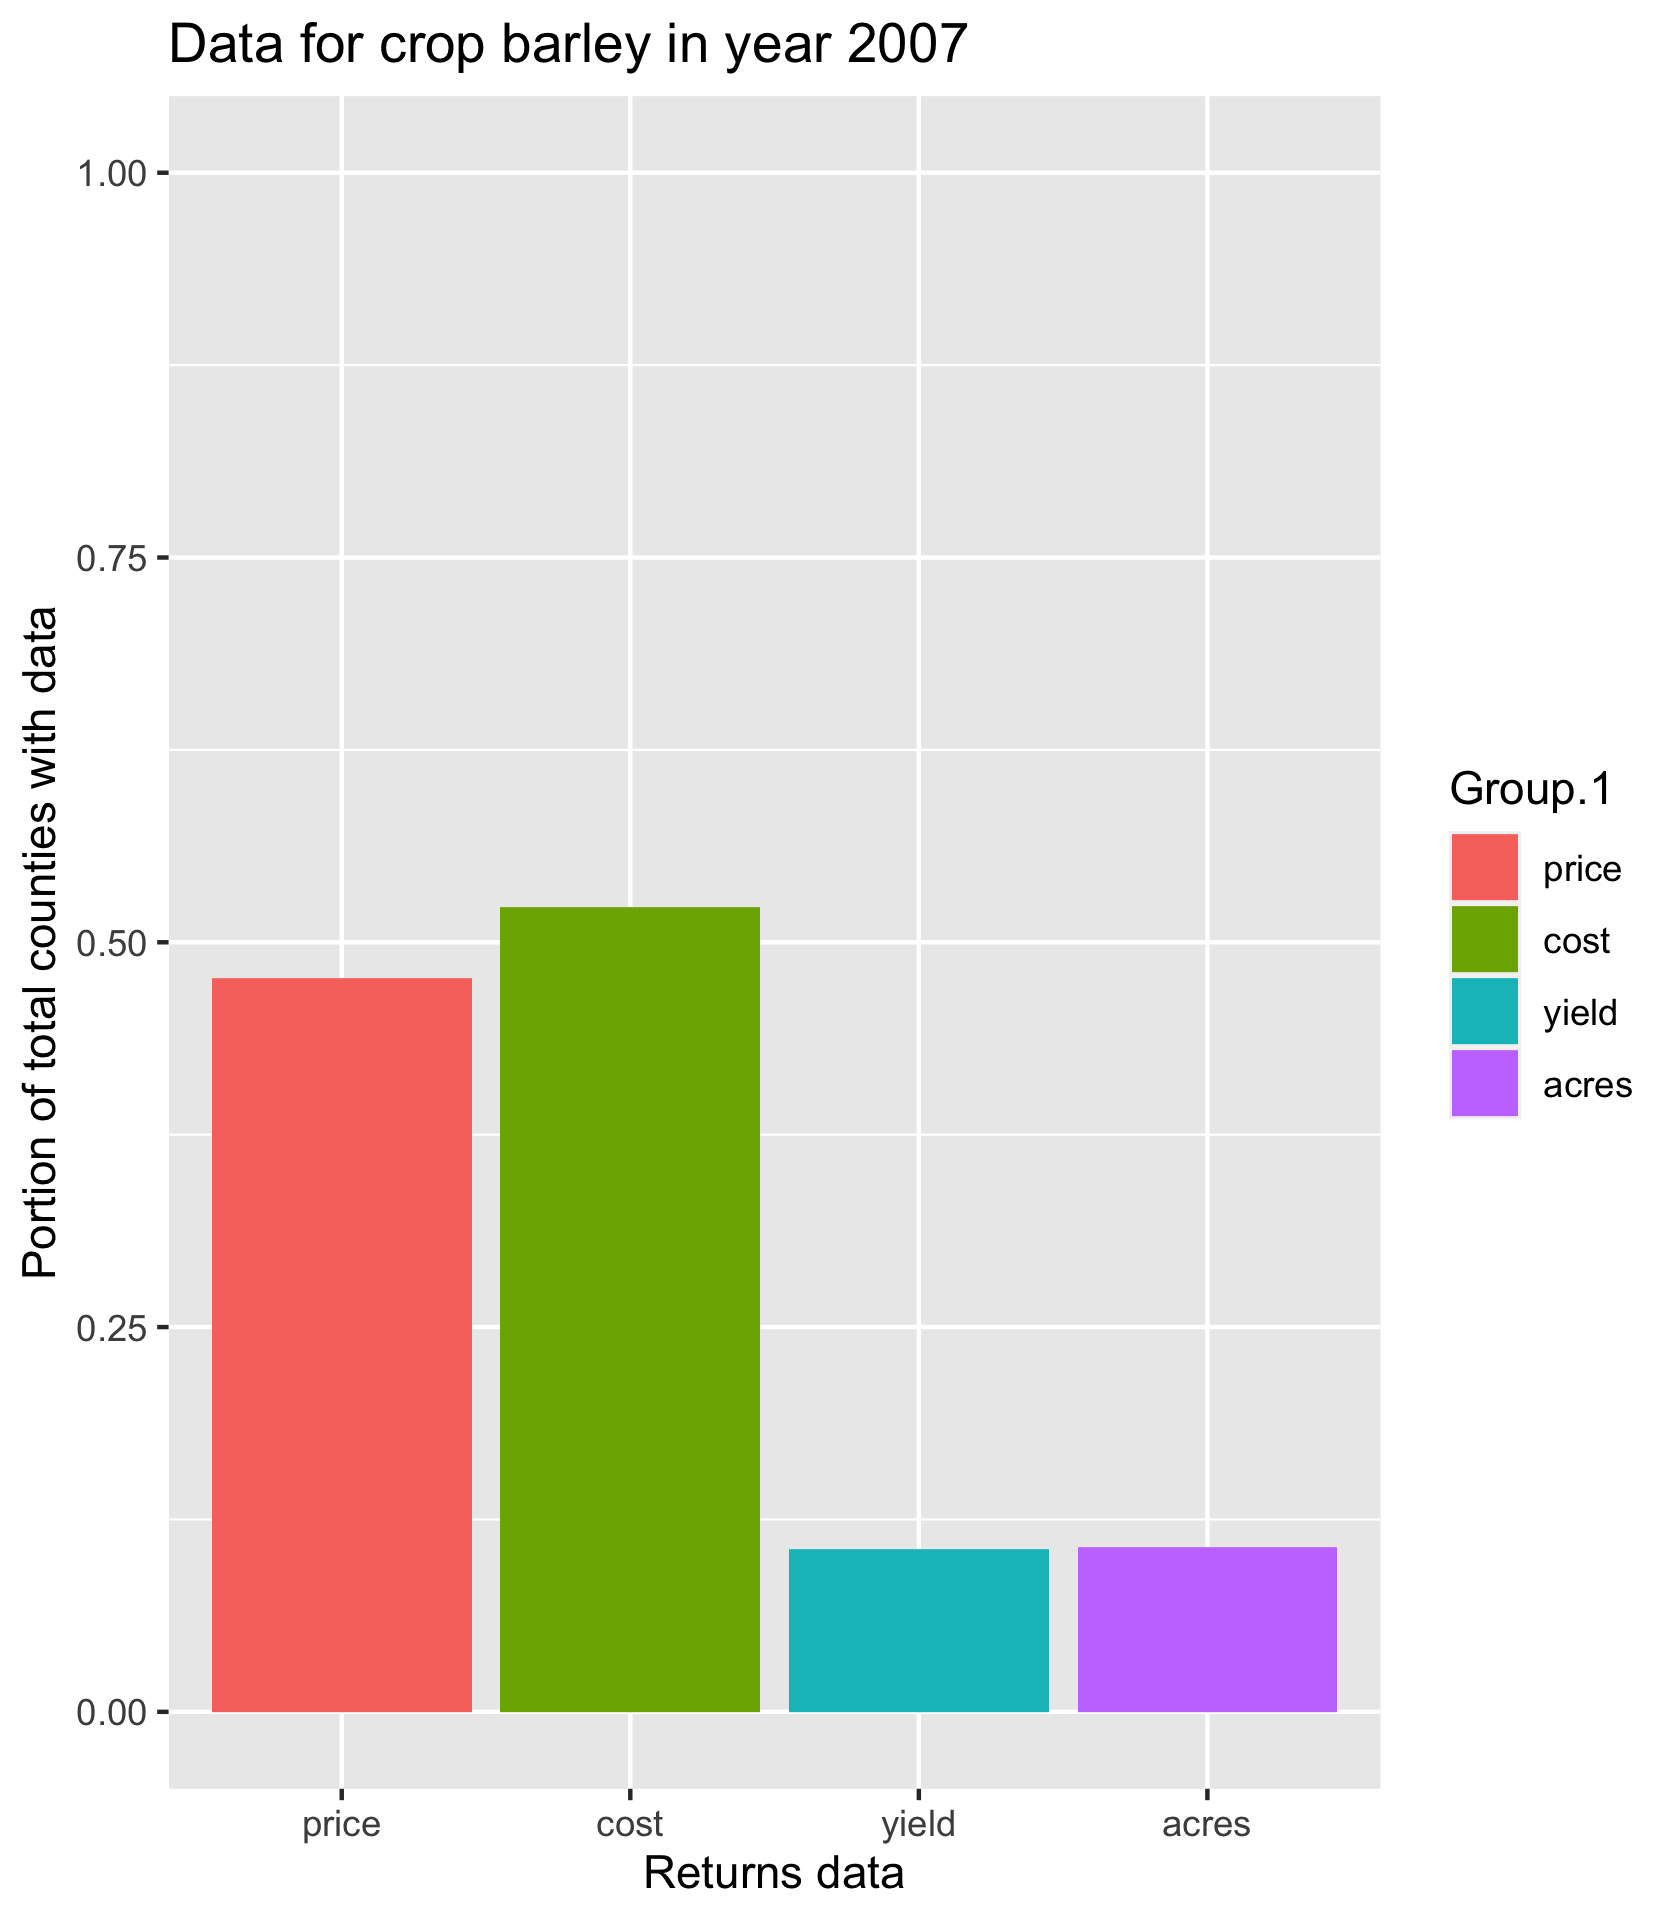 Data for crop barley in year 2007
Portion of total counties with data
1.00
0.75
0.50
0.25
0.00
price
cost
yield
acres
Returns data
Group.1
price
cost
yield
acres